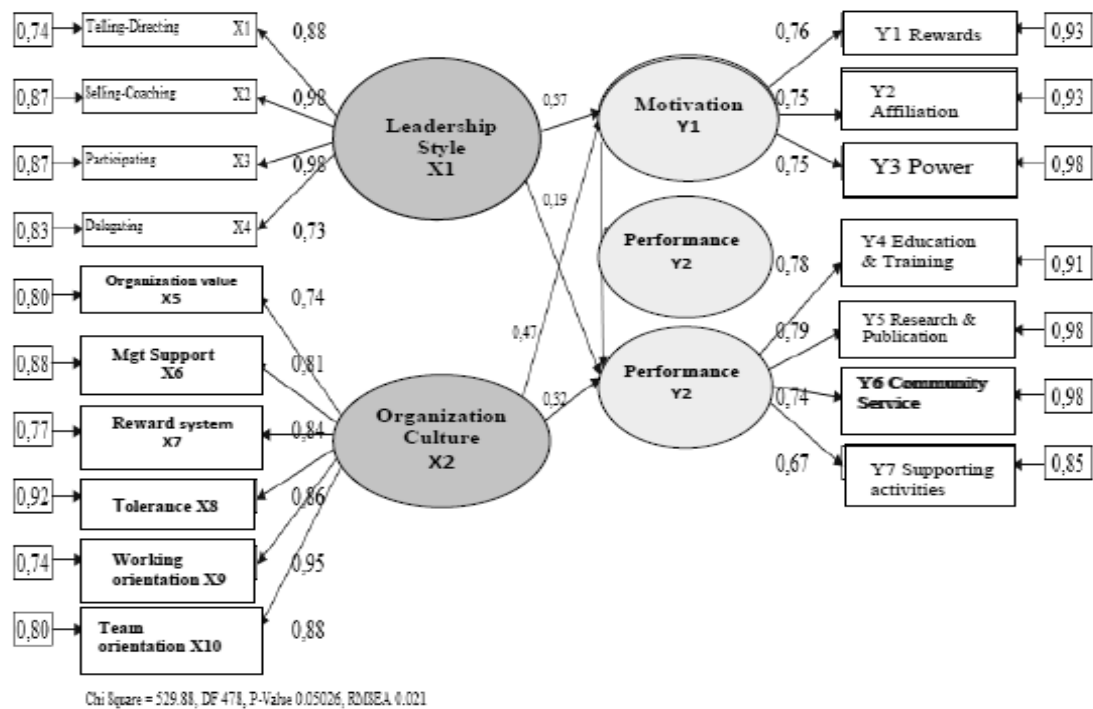 0,74 Telling-Directing X1 0,88
0,87 Selling-Coaching X2 0,98
0,87 Participating X3 0,98
0,83 Delegating X4 0,73
0,80 Organization value
X5 0,74
0,88 Mgt Support
X6 0,81
0,77 Reward system
X7 0,84
0,92 Tolerance X8 0,86
0,74 Working
orientation X9 0,95
0,80 Team
orientation X10 0,88
Leadership
Style
X1
Organization
Culture
X2
0,57
0,19
0,47
0,32
Motivation
Y1
Performance
Y2
Performance
Y2
0,76 Y1 Rewards 0,93
0,75 Y2
Affiliation 0,93
0,75 Y3 Power 0,98
0,78 Y4 Education
& Training 0,91
0,79 Y5 Research &
Publication 0,98
0,74 Y6 Community
Service 0,98
0,67 Y7 Supporting
activities 0,85
Chi Square = 529.88, DF 478, P-Value 0.05026, RMSEA 0.021